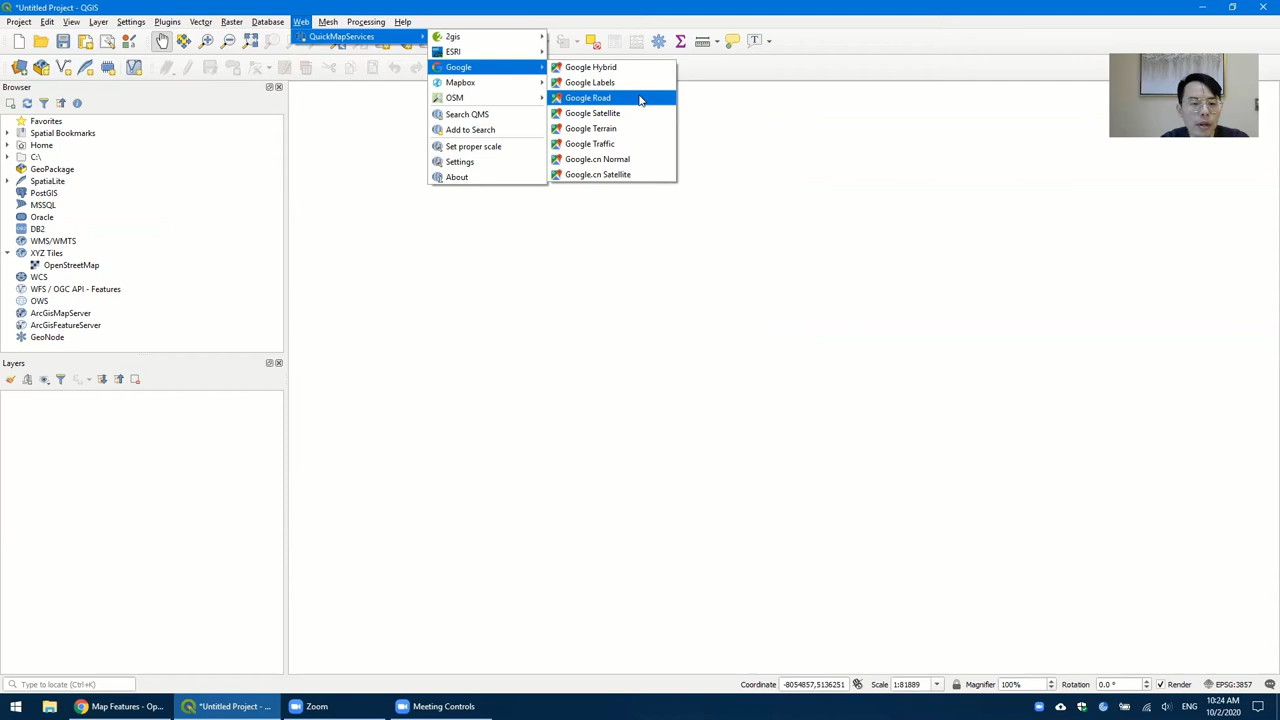 *Untitled Project - QGIS
Project Edit View Layer Settings Plugins Vector Raster Database Web Mesh Processing Help
QuickMapServices
2gis
ESRI
Google
Mapbox
OSM
Search QMS
Add to Search
Set proper scale
Settings
About
Google Hybrid
Google Labels
Google Road
Google Satellite
Google Terrain
Google Traffic
Google.cn Normal
Google.cn Satellite
Browser
Favorites
Spatial Bookmarks
Home
C:\
GeoPackage
SpatiaLite
PostGIS
MSSQL
Oracle
DB2
WMS/WMTS
XYZ Tiles
OpenStreetMap
WCS
WFS / OGC API - Features
OWS
ArcGisMapServer
ArcGisFeatureServer
GeoNode
Layers
Type to locate (Ctrl+K)
Coordinate -8054857,5136251 Scale 1:81889 Magnifier 100% Rotation 0.0 ° Render EPSG:3857
Map Features - Op... *Untitled Project - ... Zoom Meeting Controls
10:24 AM
10/2/2020